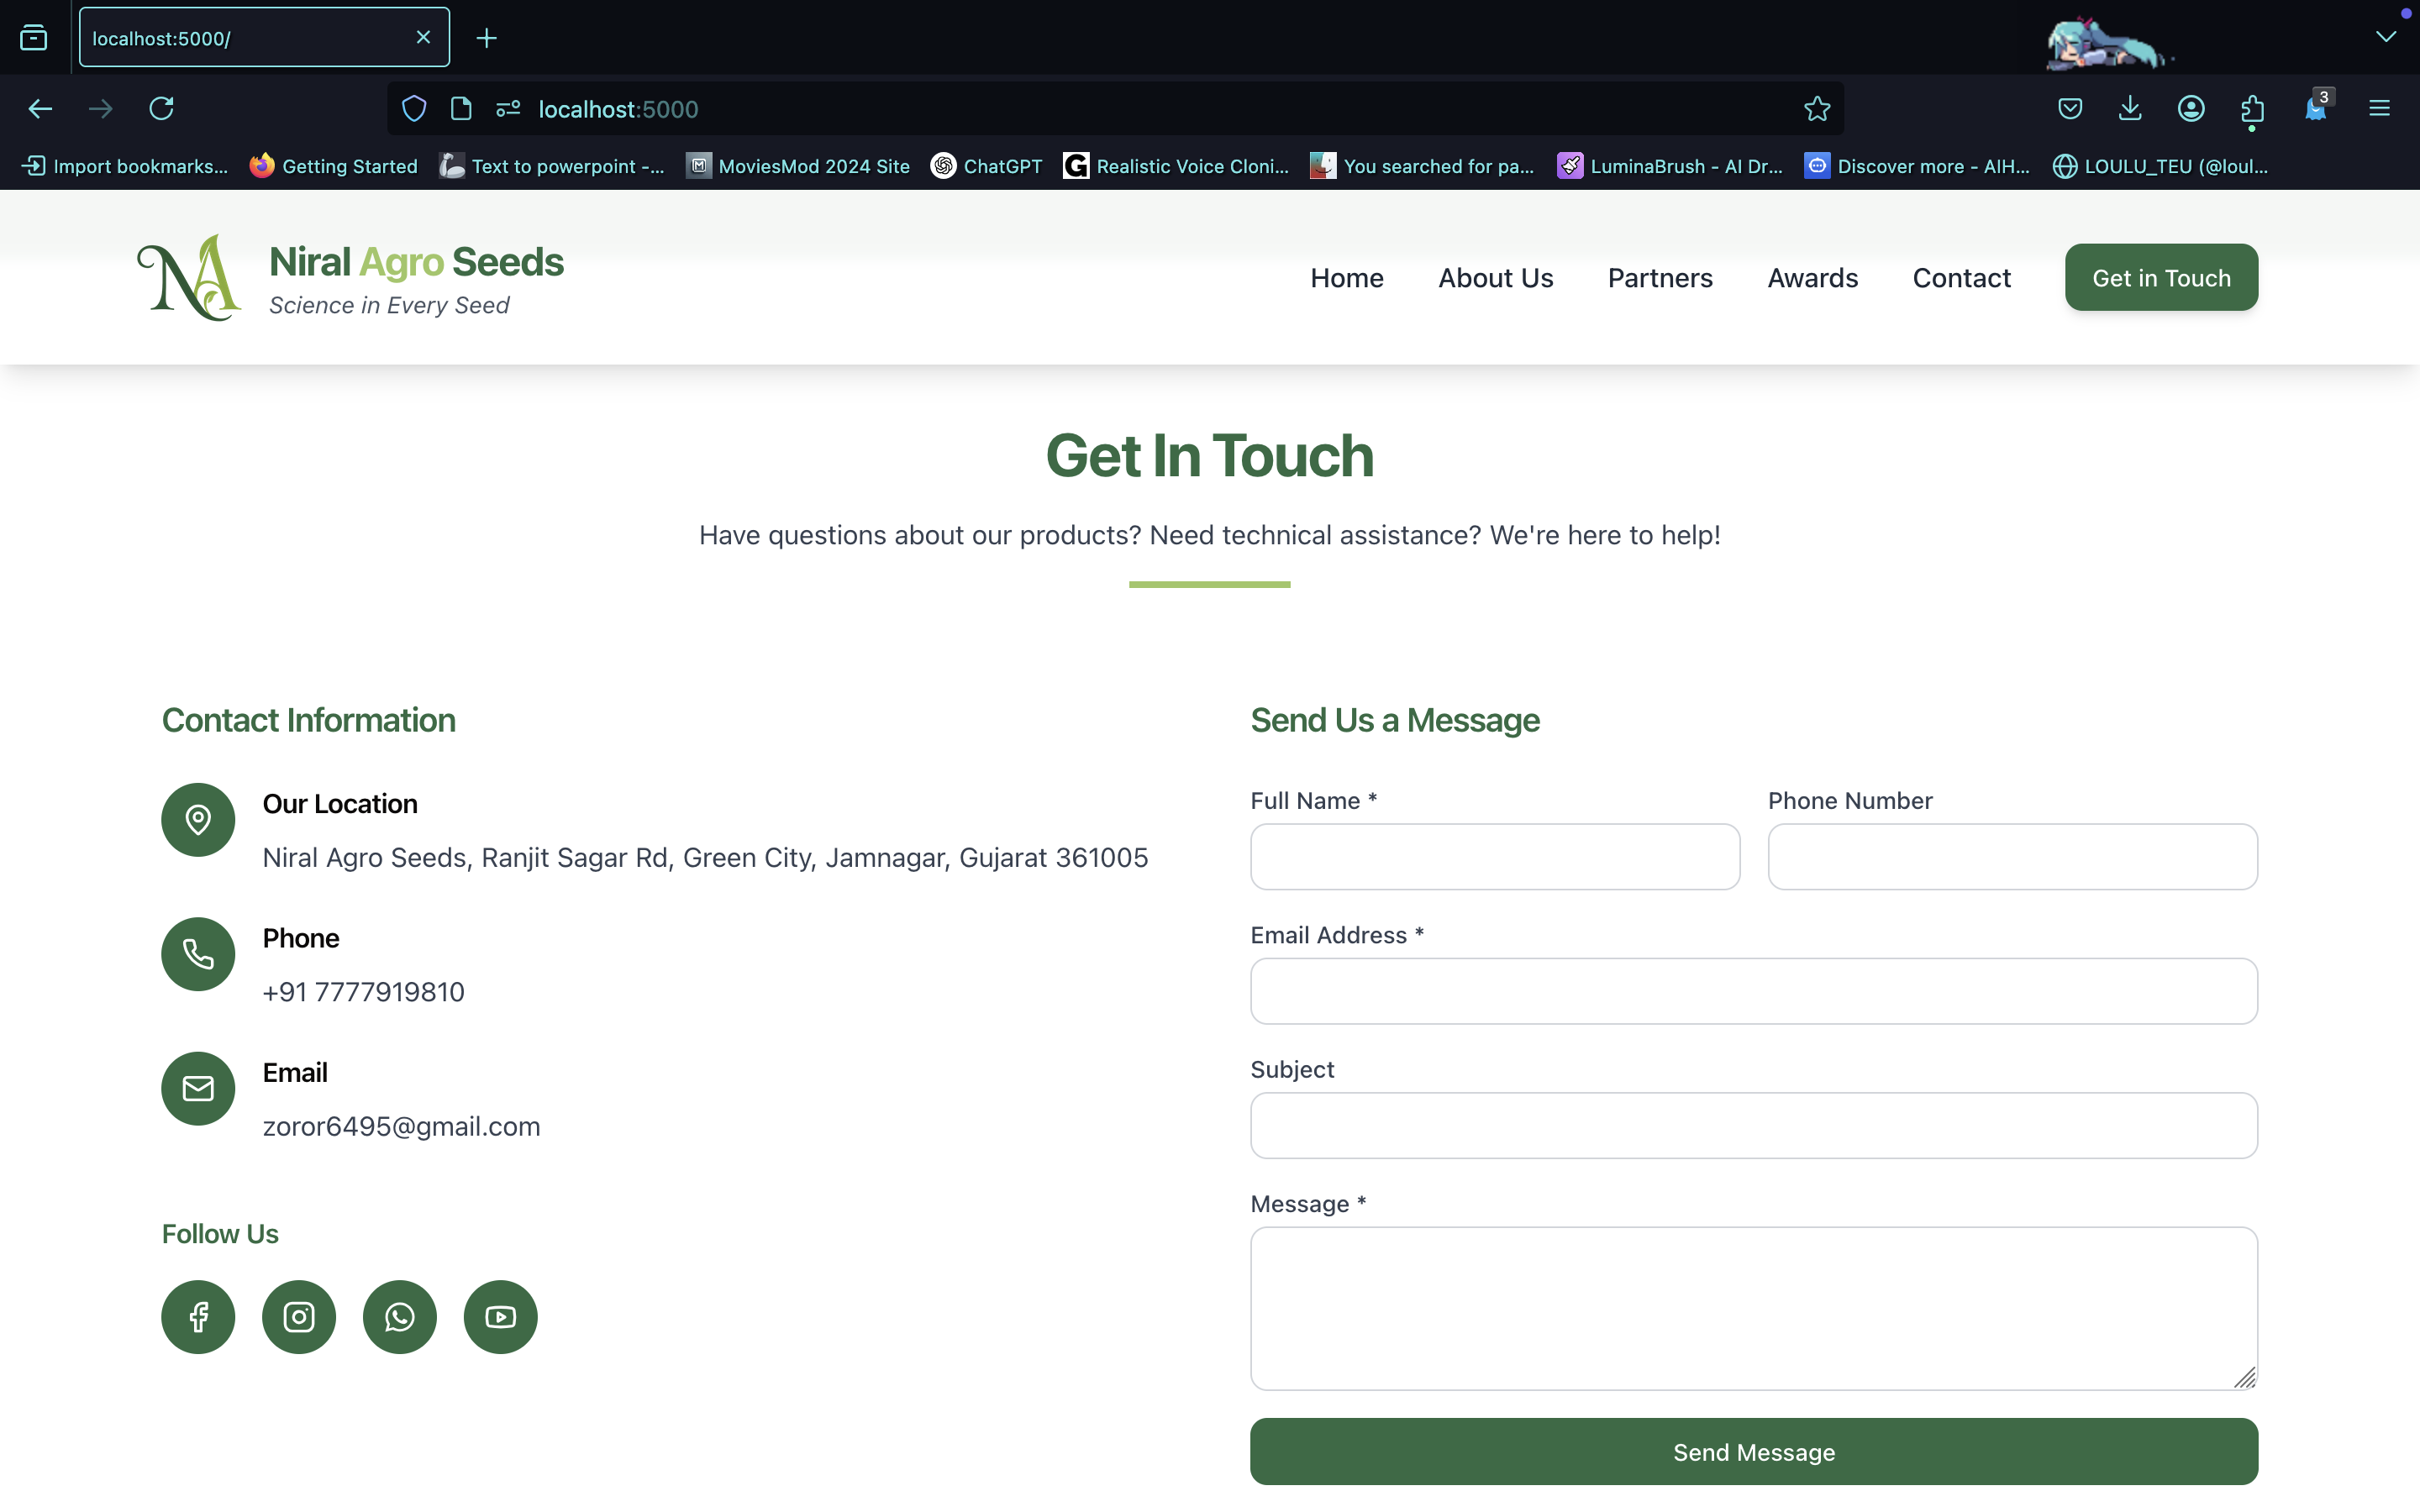 localhost:5000/
localhost:5000
3
Import bookmarks...
Getting Started
Text to powerpoint -...
MoviesMod 2024 Site
ChatGPT
Realistic Voice Cloni...
You searched for pa...
LuminaBrush - AI Dr...
Discover more - AIH...
LOULU_TEU (@loul...
Niral Agro Seeds
Science in Every Seed
Home
About Us
Partners
Awards
Contact
Get in Touch
Get In Touch
Have questions about our products? Need technical assistance? We're here to help!
Contact Information
Our Location
Niral Agro Seeds, Ranjit Sagar Rd, Green City, Jamnagar, Gujarat 361005
Phone
+91 7777919810
Email
zoror6495@gmail.com
Follow Us
Send Us a Message
Full Name *
Phone Number
Email Address *
Subject
Message *
Send Message